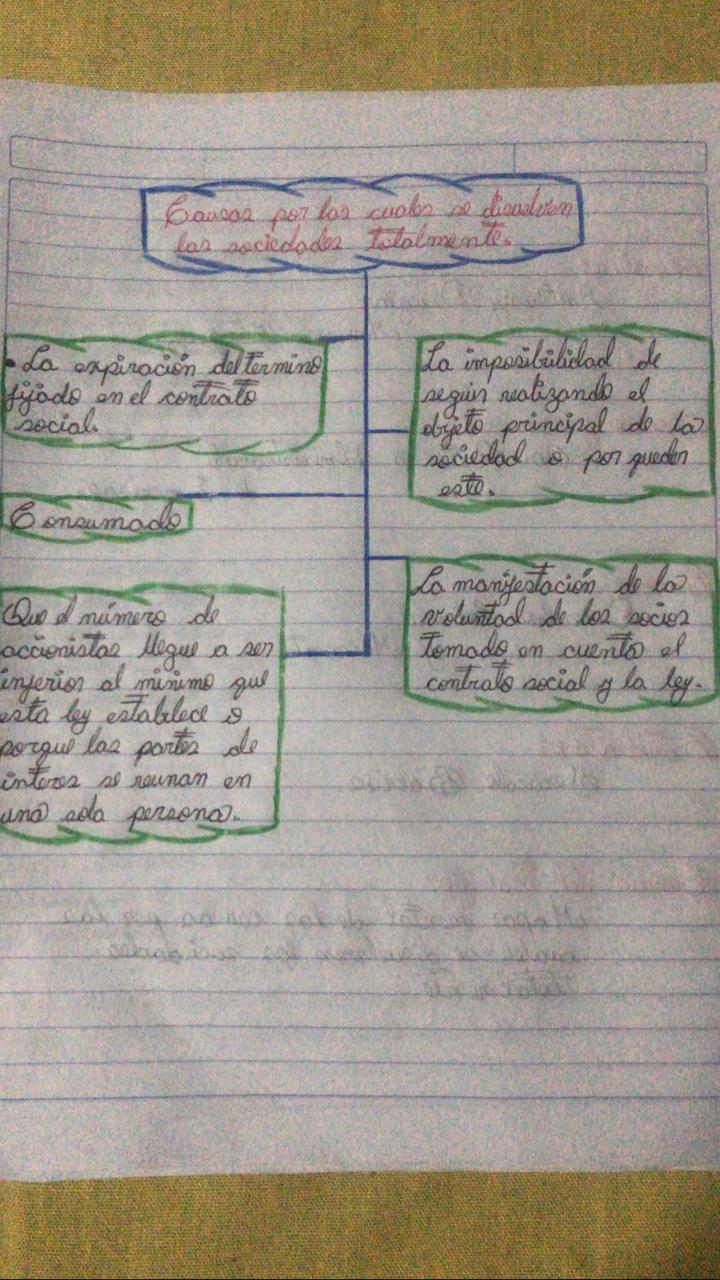 Causas por las cuales se disuelven
las sociedades totalmente.
• La expiración del termino
fijado en el contrato
social.
Consumado
Que el número de
accionistas llegue a ser
inferior al minimo que
esta ley establece o
porque las partes de
interes se reunan en
una sola persona.
La imposibilidad de
seguir realizando el
objeto principal de la
sociedad o por queden
este.
La manifestación de la
voluntad de los socios
tomado en cuenta el
contrato social y la ley.